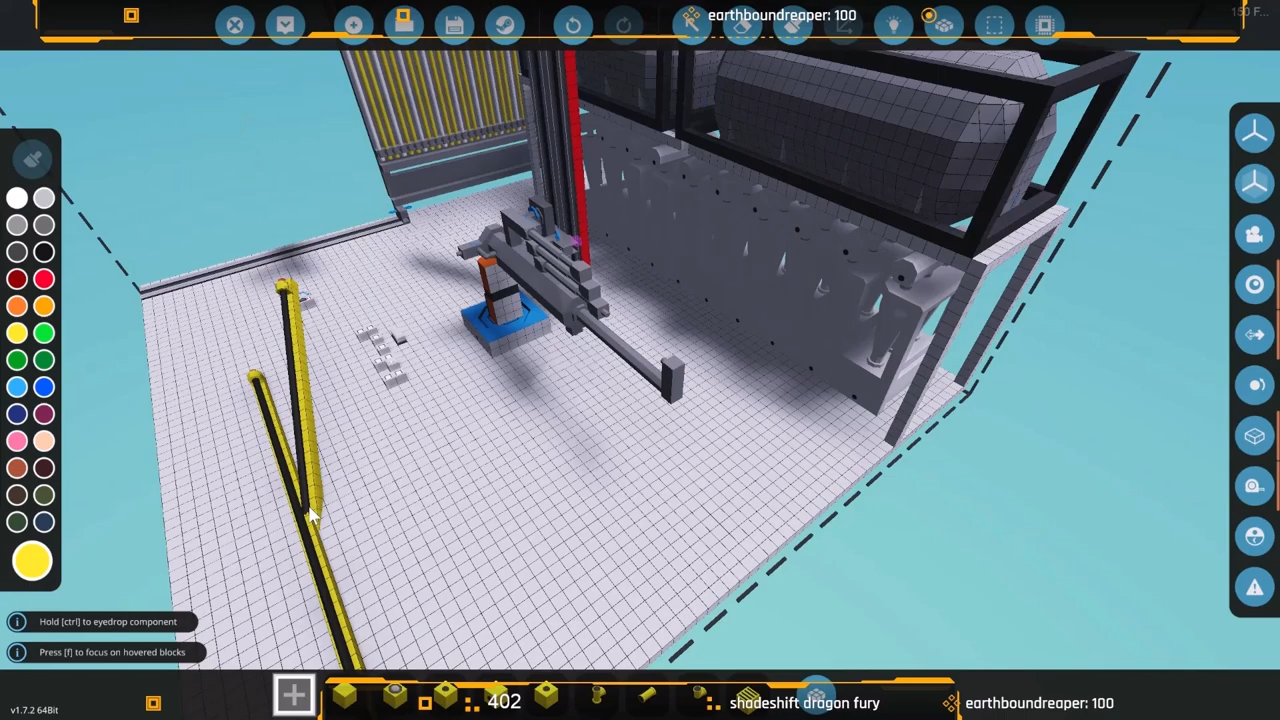 earthboundreaper: 100
Hold [ctrl] to eyedrop component
Press [f] to focus on hovered blocks
402
shadeshift dragon fury
earthboundreaper: 100
v1.7.2 64Bit